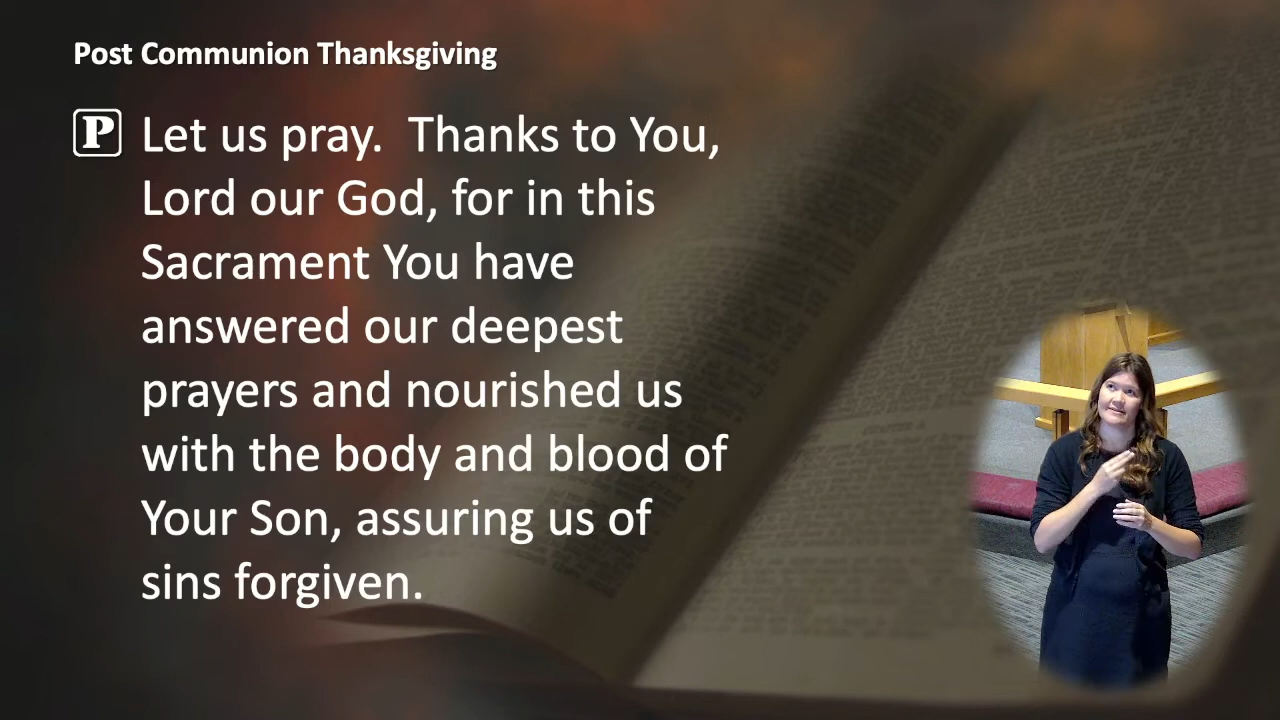 Post Communion Thanksgiving
P Let us pray.  Thanks to You,
Lord our God, for in this
Sacrament You have
answered our deepest
prayers and nourished us
with the body and blood of
Your Son, assuring us of
sins forgiven.